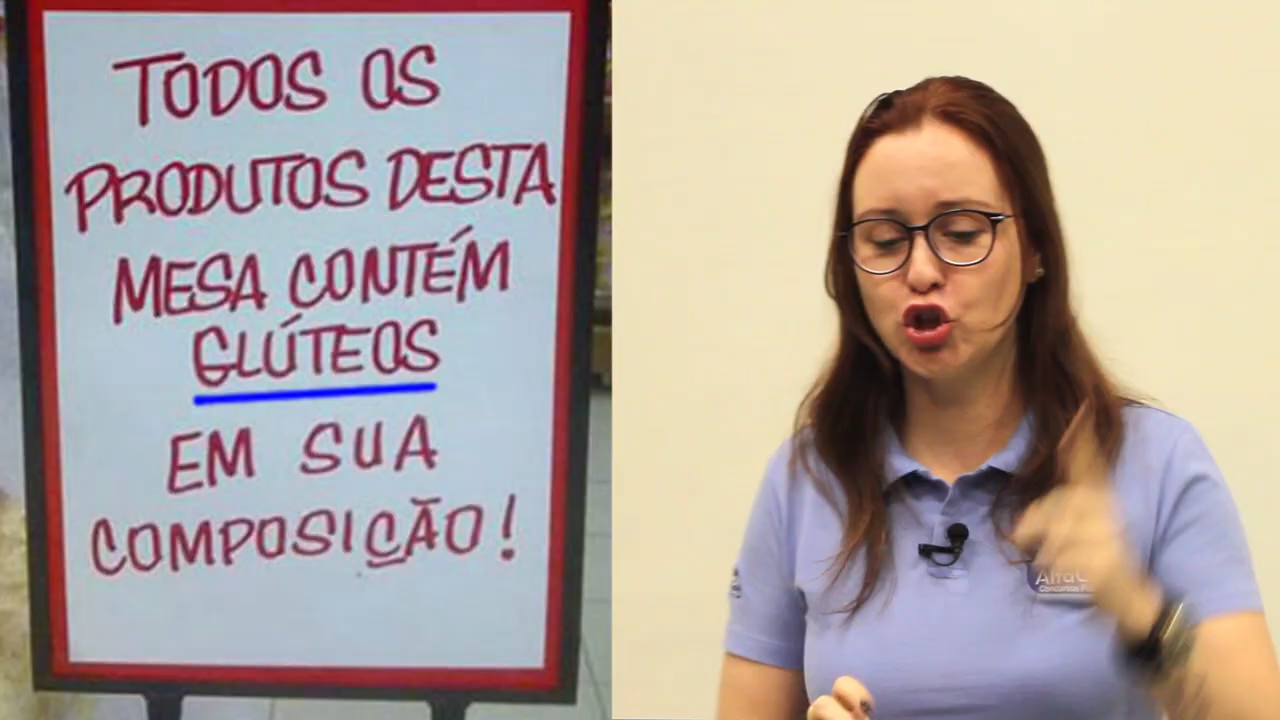 TODOS OS
PRODUTOS DESTA
MESA CONTÉM
GLÚTEOS
EM SUA
COMPOSIÇÃO!